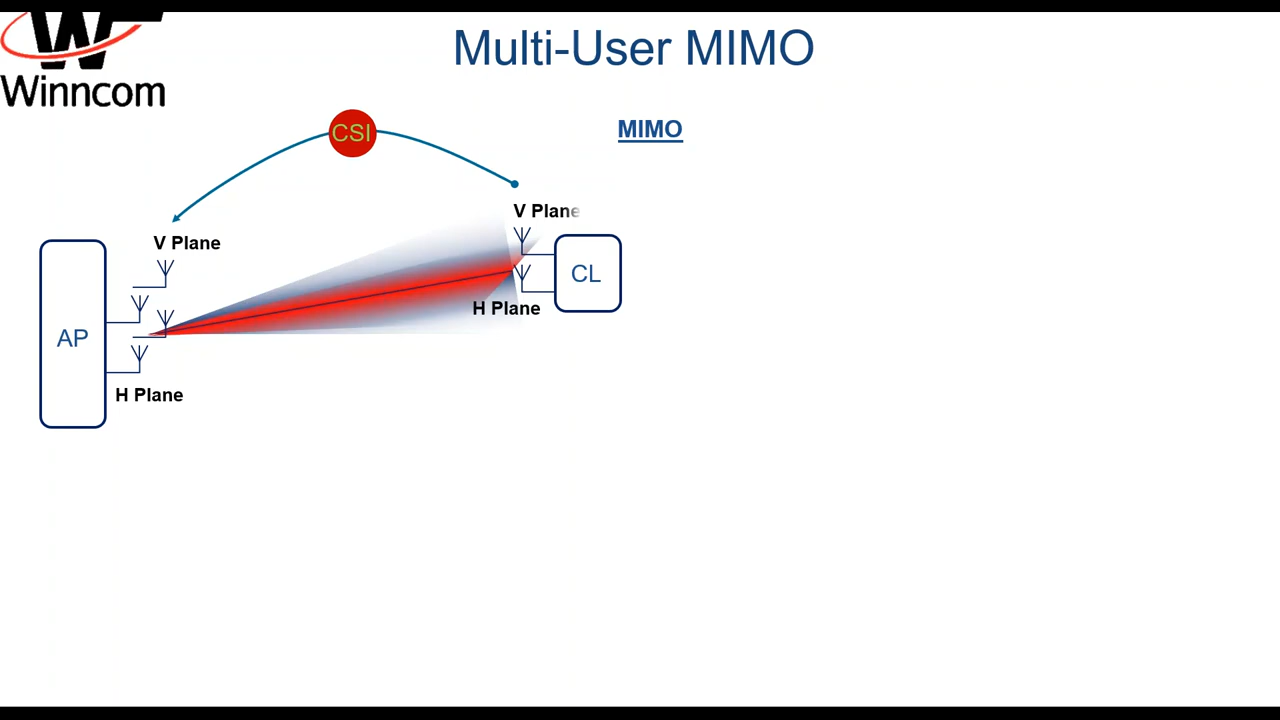 Winncom
Multi-User MIMO
MIMO
CSI
V Plane
V Plane
AP
CL
H Plane
H Plane